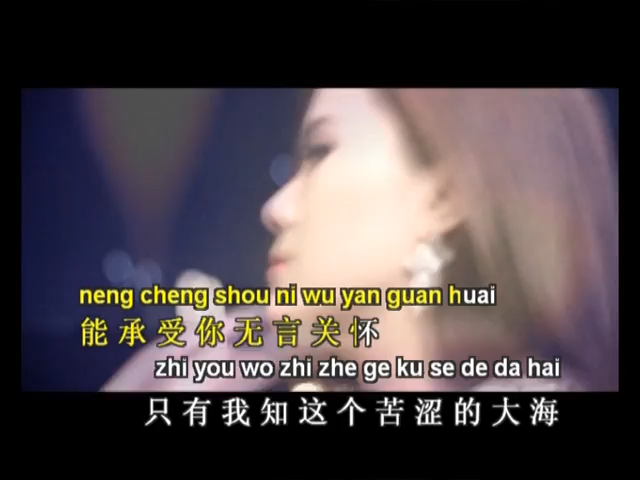 neng cheng shou ni wu yan guan huai
能承受你无言关怀
zhi you wo zhi zhe ge ku se de da hai
只有我知这个苦涩的大海